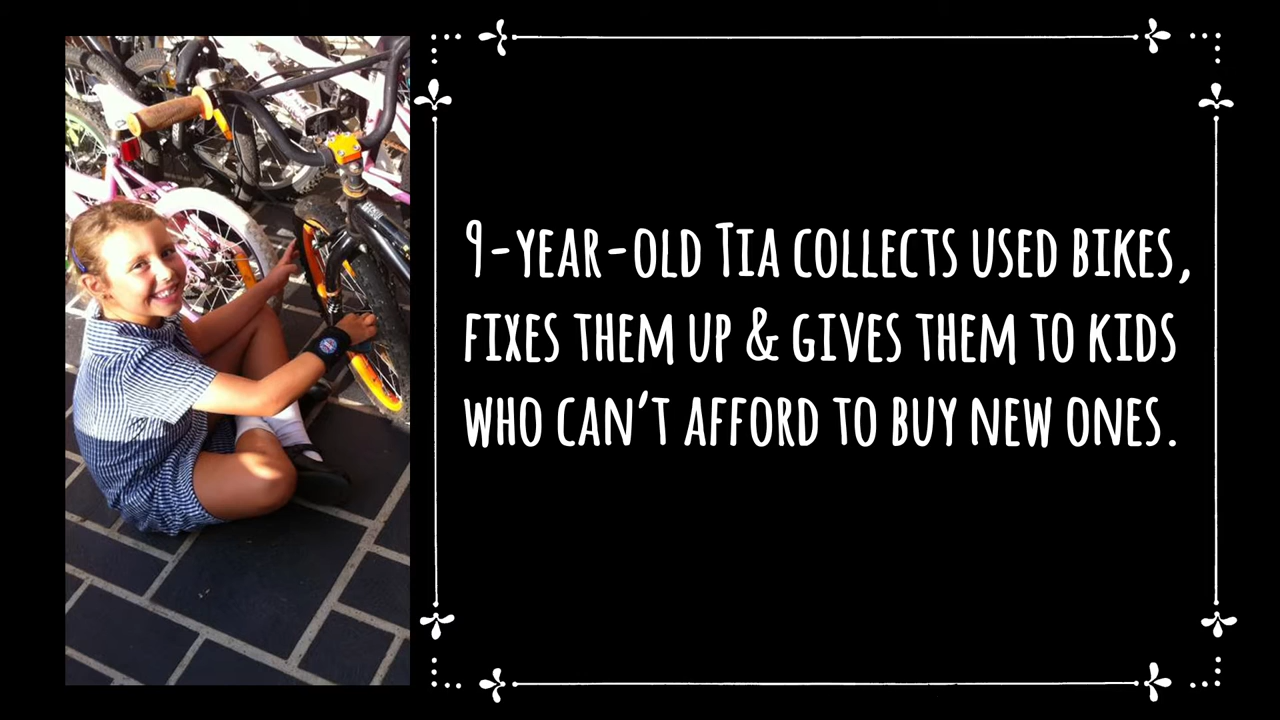 9-year-old Tia collects used bikes,
fixes them up & gives them to kids
who can't afford to buy new ones.